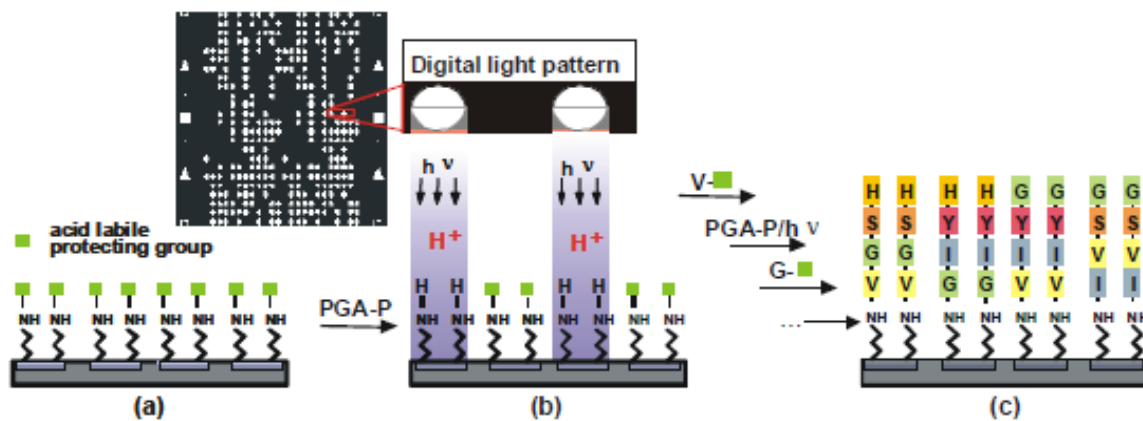 Digital light pattern
h ν
h ν
acid labile
protecting group
H+
H+
H H
H H
NH NH NH NH NH NH NH NH
PGA-P
NH NH NH NH NH NH NH NH
V-
PGA-P/h ν
G-
...
H H H H G G G G
S S Y Y Y Y S S
G G I I I I V V
V V G G V V I I
NH NH NH NH NH NH NH NH
(a)
(b)
(c)